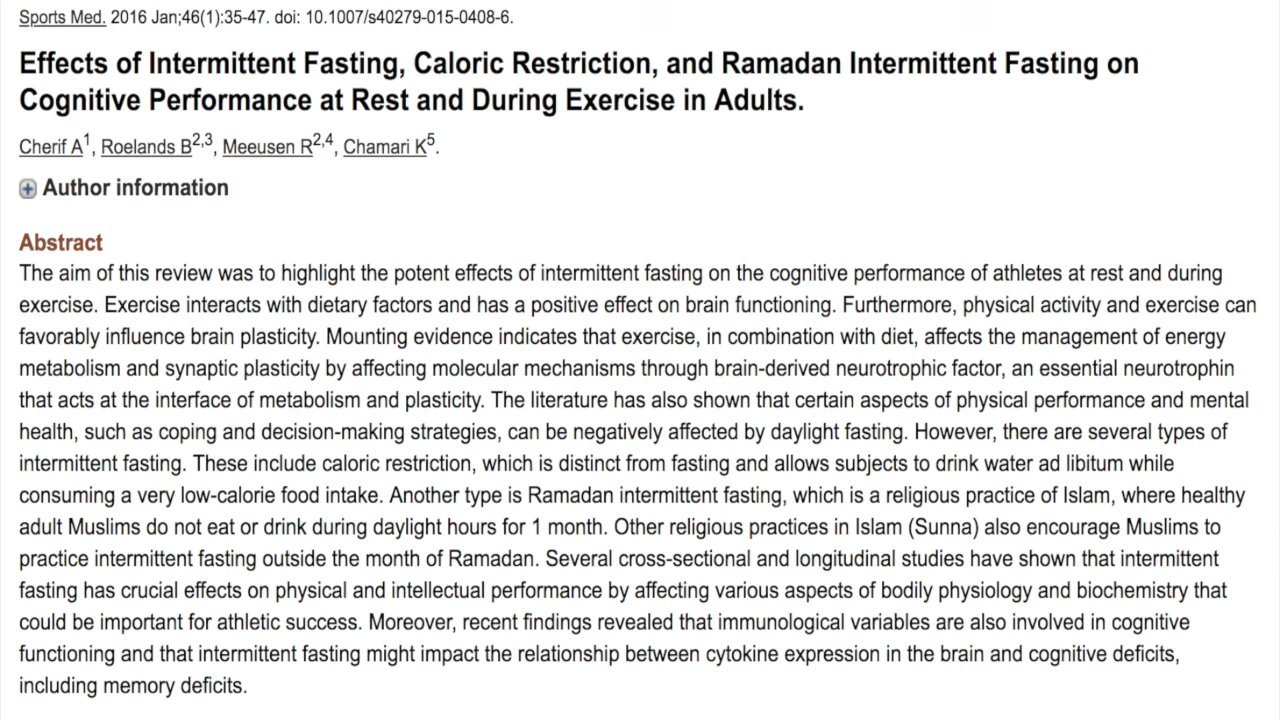 Sports Med. 2016 Jan;46(1):35-47. doi: 10.1007/s40279-015-0408-6.
Effects of Intermittent Fasting, Caloric Restriction, and Ramadan Intermittent Fasting on
Cognitive Performance at Rest and During Exercise in Adults.
Cherif A1, Roelands B2,3, Meeusen R2,4, Chamari K5.
Author information
Abstract
The aim of this review was to highlight the potent effects of intermittent fasting on the cognitive performance of athletes at rest and during
exercise. Exercise interacts with dietary factors and has a positive effect on brain functioning. Furthermore, physical activity and exercise can
favorably influence brain plasticity. Mounting evidence indicates that exercise, in combination with diet, affects the management of energy
metabolism and synaptic plasticity by affecting molecular mechanisms through brain-derived neurotrophic factor, an essential neurotrophin
that acts at the interface of metabolism and plasticity. The literature has also shown that certain aspects of physical performance and mental
health, such as coping and decision-making strategies, can be negatively affected by daylight fasting. However, there are several types of
intermittent fasting. These include caloric restriction, which is distinct from fasting and allows subjects to drink water ad libitum while
consuming a very low-calorie food intake. Another type is Ramadan intermittent fasting, which is a religious practice of Islam, where healthy
adult Muslims do not eat or drink during daylight hours for 1 month. Other religious practices in Islam (Sunna) also encourage Muslims to
practice intermittent fasting outside the month of Ramadan. Several cross-sectional and longitudinal studies have shown that intermittent
fasting has crucial effects on physical and intellectual performance by affecting various aspects of bodily physiology and biochemistry that
could be important for athletic success. Moreover, recent findings revealed that immunological variables are also involved in cognitive
functioning and that intermittent fasting might impact the relationship between cytokine expression in the brain and cognitive deficits,
including memory deficits.